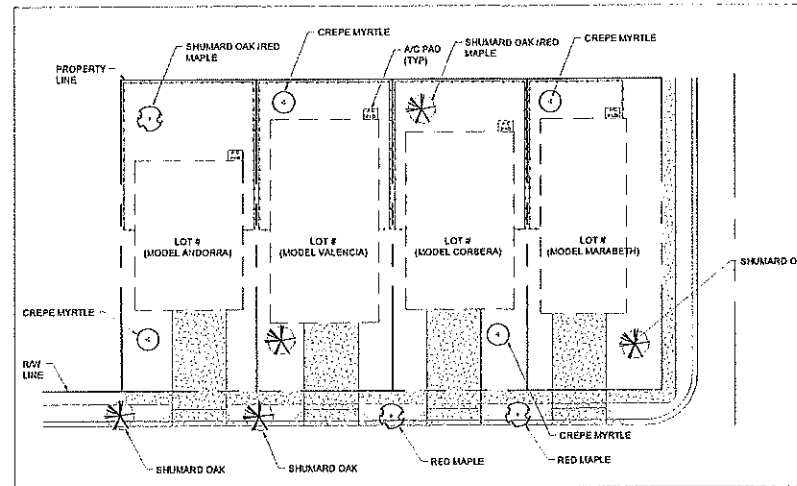 CREPE MYRTLE
SHUMARD OAK /RED
MAPLE
A/C PAD
(TYP)
SHUMARD OAK/RED
MAPLE
CREPE MYRTLE
PROPERTY
LINE
LOT #
(MODEL ANDORRA)
LOT #
(MODEL VALENCIA)
LOT #
(MODEL CORBERA)
LOT #
(MODEL MARABETH)
SHUMARD O
CREPE MYRTLE
R/W
LINE
SHUMARD OAK
SHUMARD OAK
RED MAPLE
RED MAPLE
CREPE MYRTLE